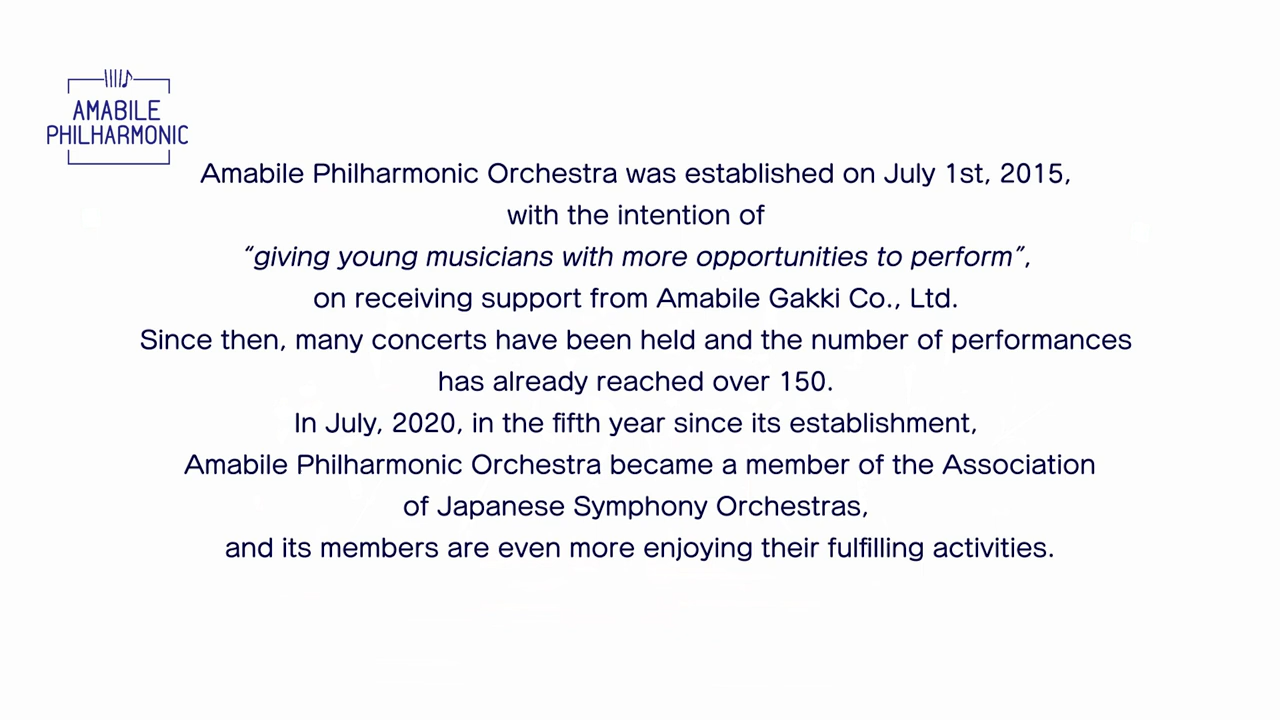 AMABILE
PHILHARMONIC
Amabile Philharmonic Orchestra was established on July 1st, 2015,
with the intention of
“giving young musicians with more opportunities to perform”,
on receiving support from Amabile Gakki Co., Ltd.
Since then, many concerts have been held and the number of performances
has already reached over 150.
In July, 2020, in the fifth year since its establishment,
Amabile Philharmonic Orchestra became a member of the Association
of Japanese Symphony Orchestras,
and its members are even more enjoying their fulfilling activities.